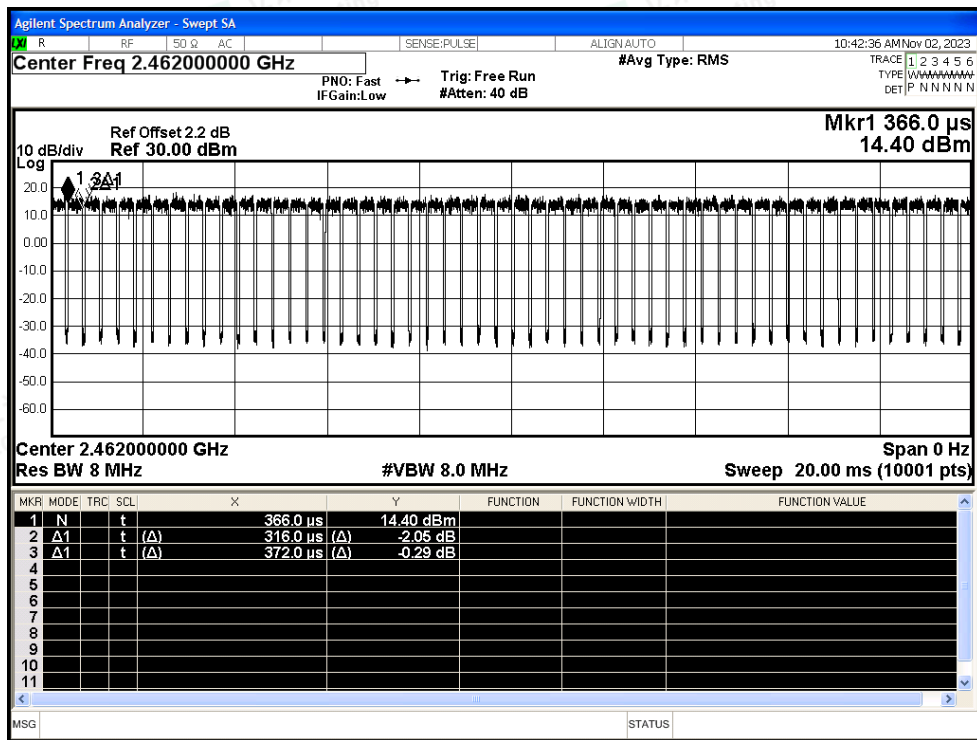 Agilent Spectrum Analyzer - Swept SA
LXI R RF 50 Ω AC SENSE:PULSE ALIGN AUTO 10:42:36 AM Nov 02, 2023
Center Freq 2.462000000 GHz #Avg Type: RMS TRACE 1 2 3 4 5 6
PNO: Fast Trig: Free Run TYPE
IFGain:Low #Atten: 40 dB DET P N N N N N
Mkr1 366.0 µs
Ref Offset 2.2 dB
10 dB/div Ref 30.00 dBm 14.40 dBm
Log
1 3Δ1
20.0
10.0
0.00
-10.0
-20.0
-30.0
-40.0
-50.0
-60.0
Center 2.462000000 GHz Span 0 Hz
Res BW 8 MHz #VBW 8.0 MHz Sweep 20.00 ms (10001 pts)
MKR MODE TRC SCL X Y FUNCTION FUNCTION WIDTH FUNCTION VALUE
1 N t 366.0 µs 14.40 dBm
2 Δ1 t (Δ) 316.0 µs (Δ) -2.05 dB
3 Δ1 t (Δ) 372.0 µs (Δ) -0.29 dB
4
5
6
7
8
9
10
11
MSG STATUS